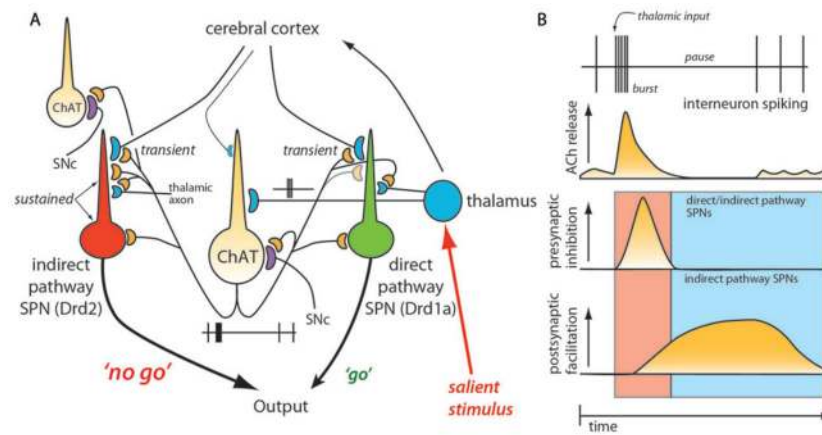 A
cerebral cortex
ChAT
SNc
transient
transient
sustained
thalamic
axon
thalamus
ChAT
indirect
pathway
SPN (Drd2)
SNc
direct
pathway
SPN (Drd1a)
'no go'
'go'
Output
salient
stimulus
B
thalamic input
pause
burst
interneuron spiking
ACh release
presynaptic
inhibition
direct/indirect pathway
SPNs
indirect pathway SPNs
postsynaptic
facilitation
time